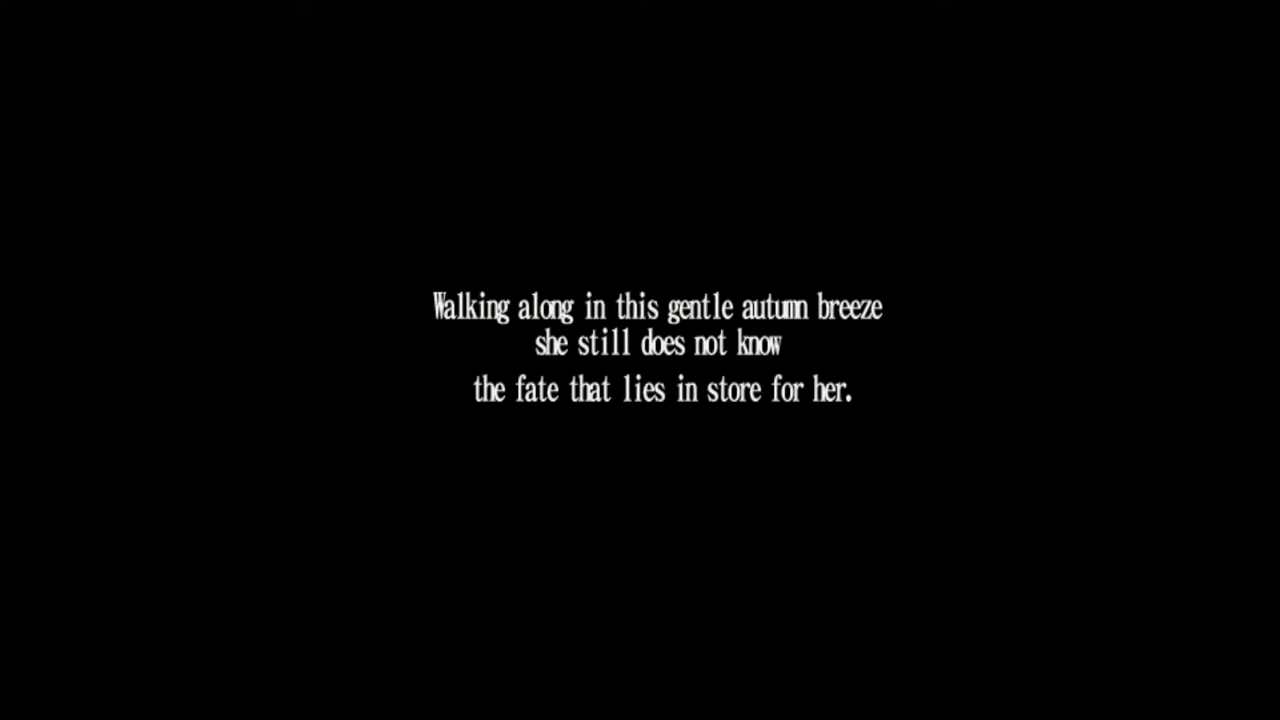 Walking along in this gentle autumn breeze
she still does not know
the fate that lies in store for her.